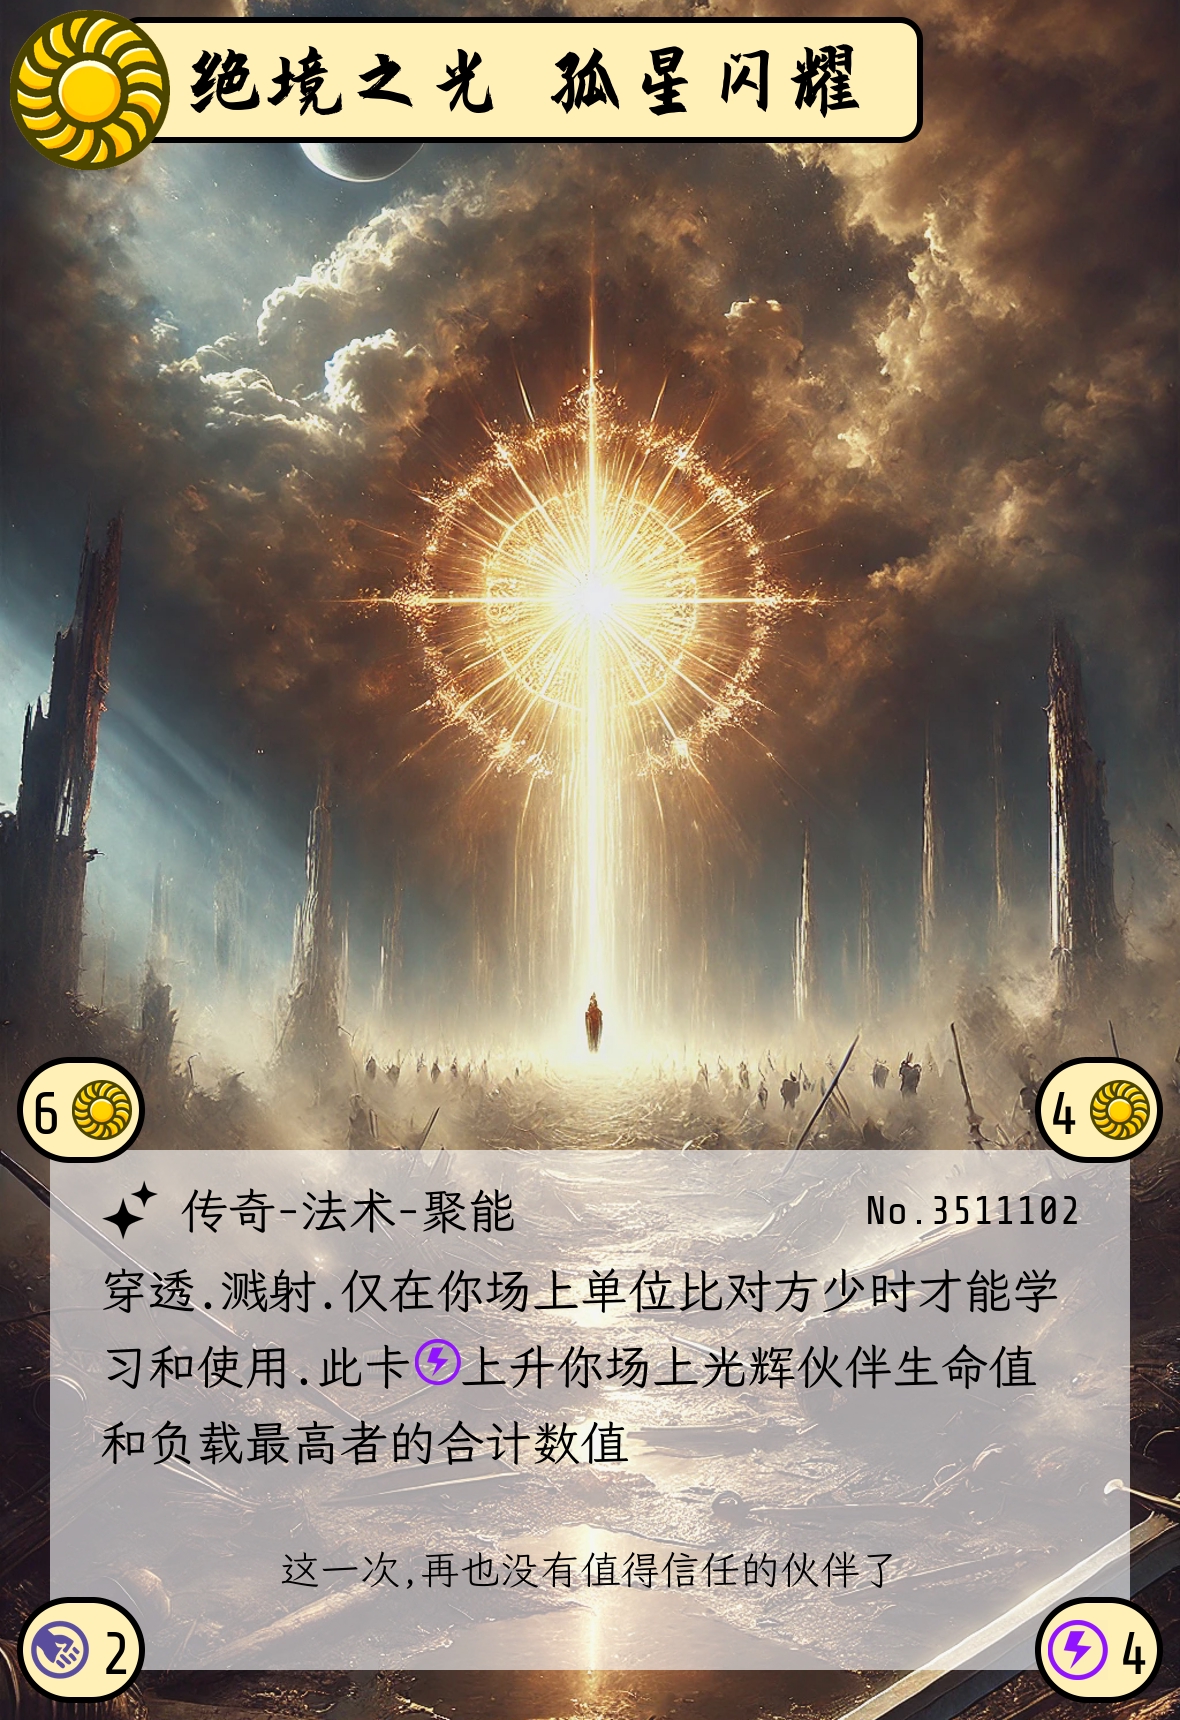 绝境之光 孤星闪耀
6
4
传奇-法术-聚能
No.3511102
穿透.溅射.仅在你场上单位比对方少时才能学
习和使用.此卡上升你场上光辉伙伴生命值
和负载最高者的合计数值
这一次,再也没有值得信任的伙伴了
2
4